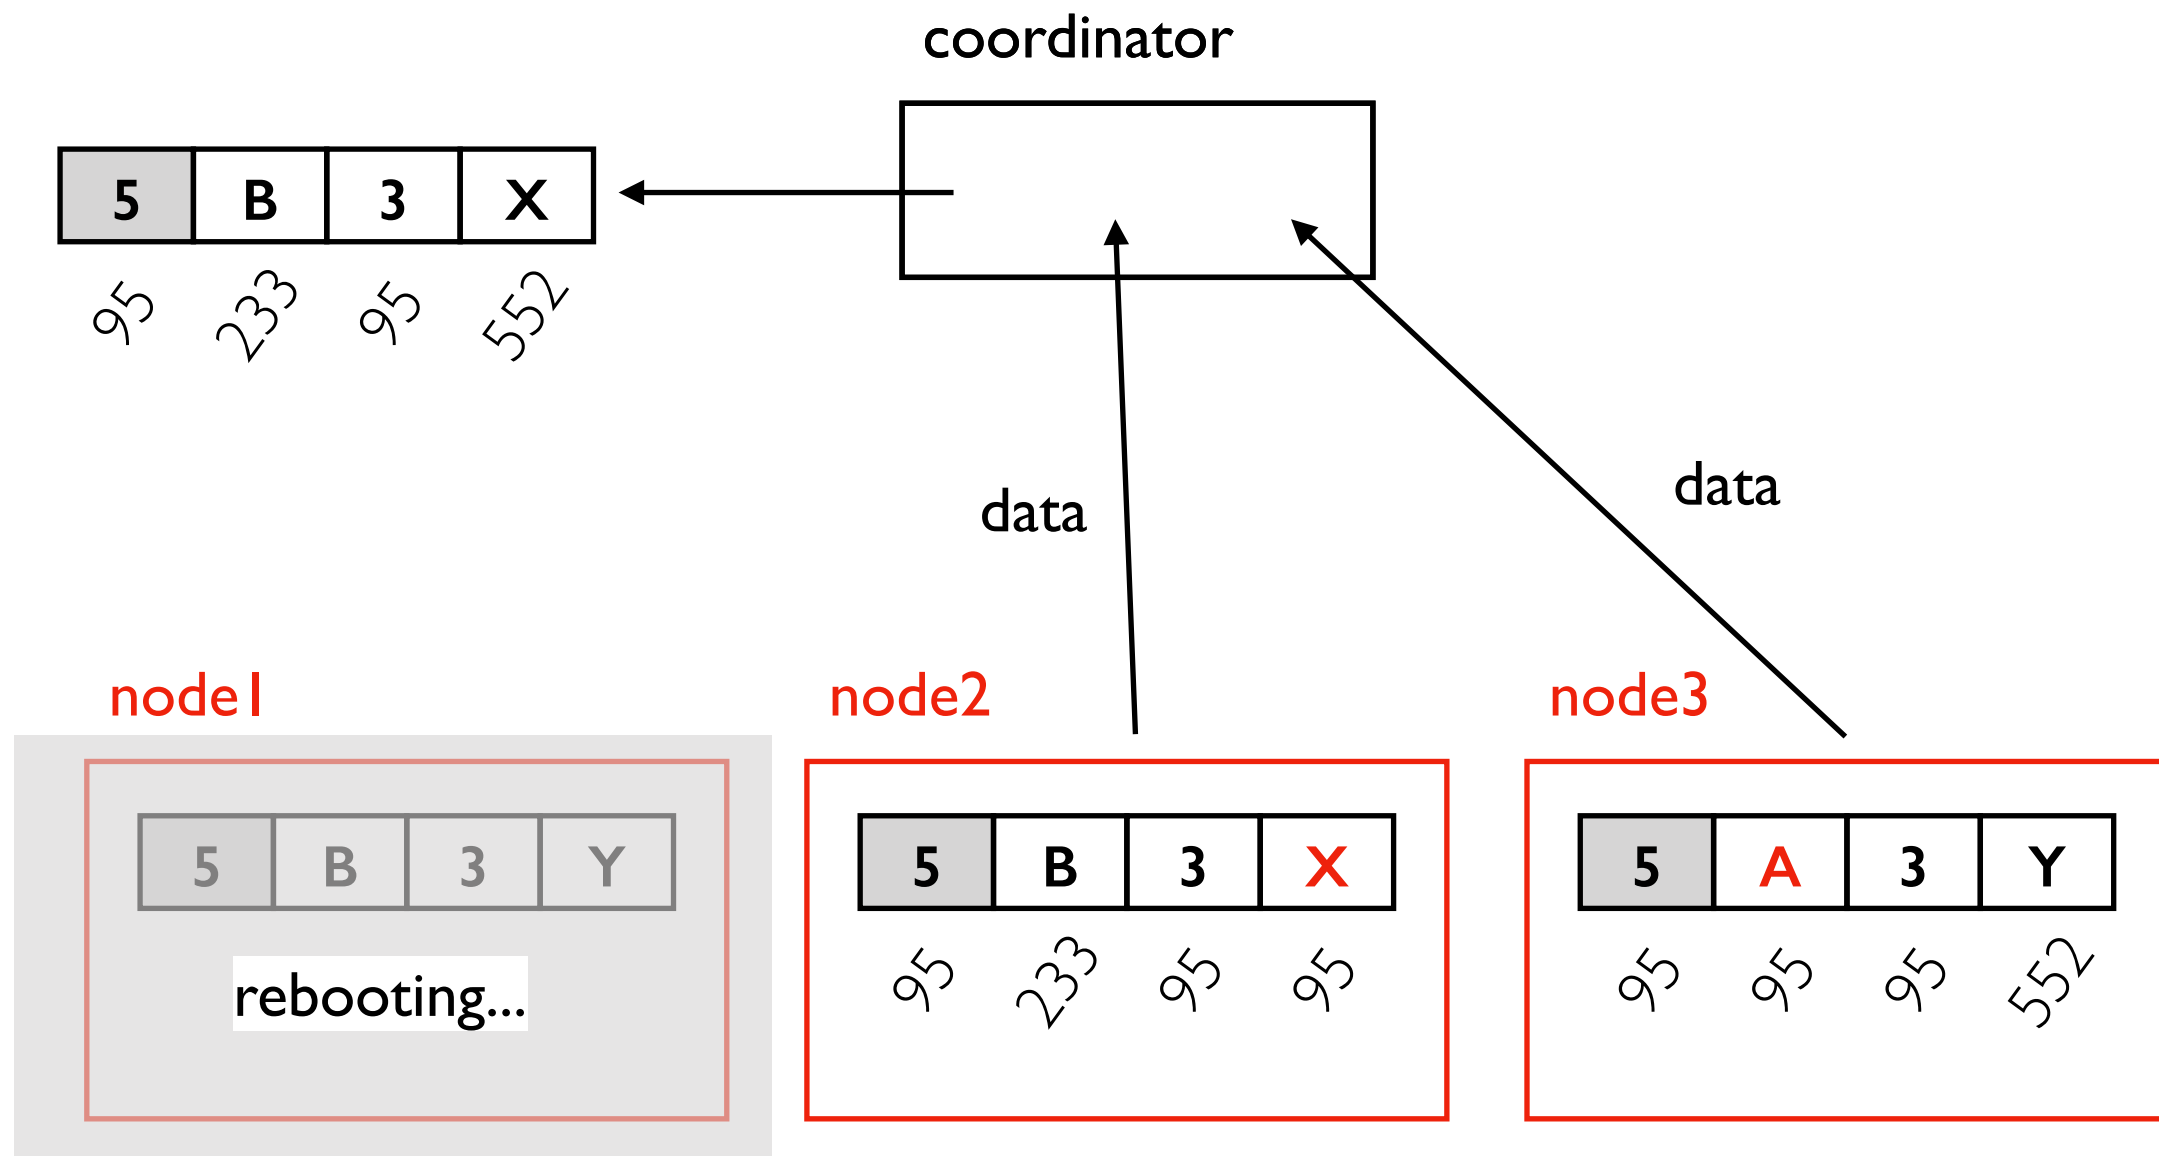 coordinator
5 B 3 X
95 233 95 552
data
data
node1
node2
node3
5 B 3 Y
5 B 3 X
5 A 3 Y
95 233 95 95
95 95 95 552
rebooting...